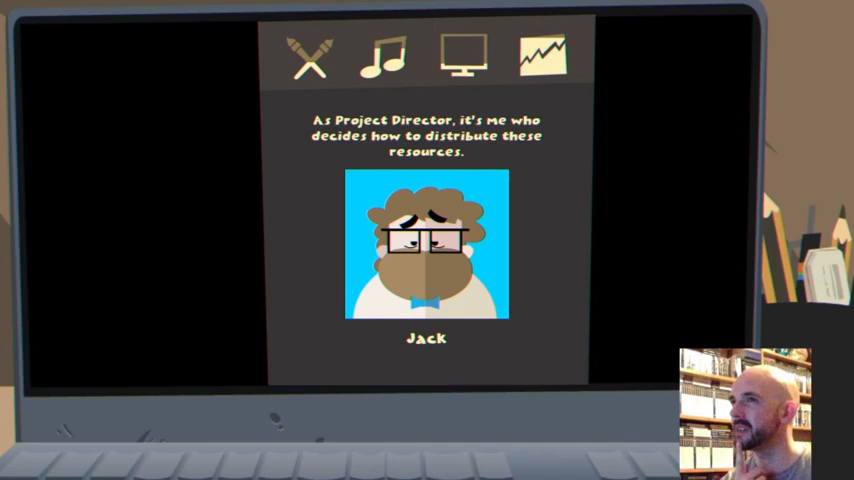 As Project Director, it's me who
decides how to distribute these
resources.
Jack